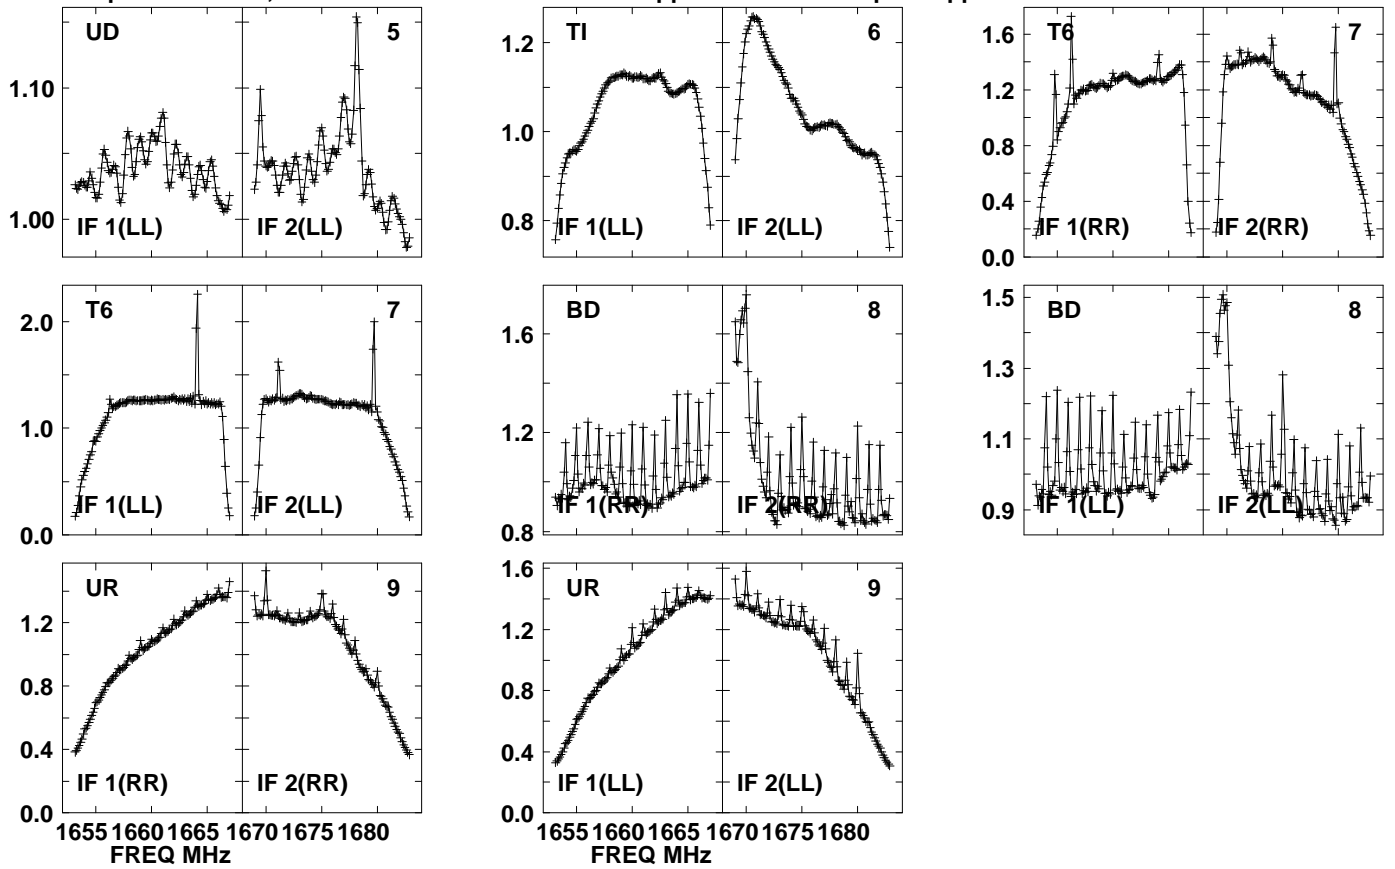 UD 5
1.10
1.00
IF 1(LL) IF 2(LL)
TI 6
1.2
1.0
0.8
IF 1(LL) IF 2(LL)
T6 7
1.6
1.2
0.8
0.4
0.0
IF 1(RR) IF 2(RR)
T6 7
2.0
1.0
0.0
IF 1(LL) IF 2(LL)
BD 8
1.6
1.2
0.8
IF 1(RR) IF 2(RR)
BD 8
1.5
1.3
1.1
0.9
IF 1(LL) IF 2(LL)
UR 9
1.2
0.8
0.4
0.0
IF 1(RR) IF 2(RR)
1655 1660 1665 1670 1675 1680
FREQ MHz
UR 9
1.6
1.2
0.8
0.4
0.0
IF 1(LL) IF 2(LL)
1655 1660 1665 1670 1675 1680
FREQ MHz